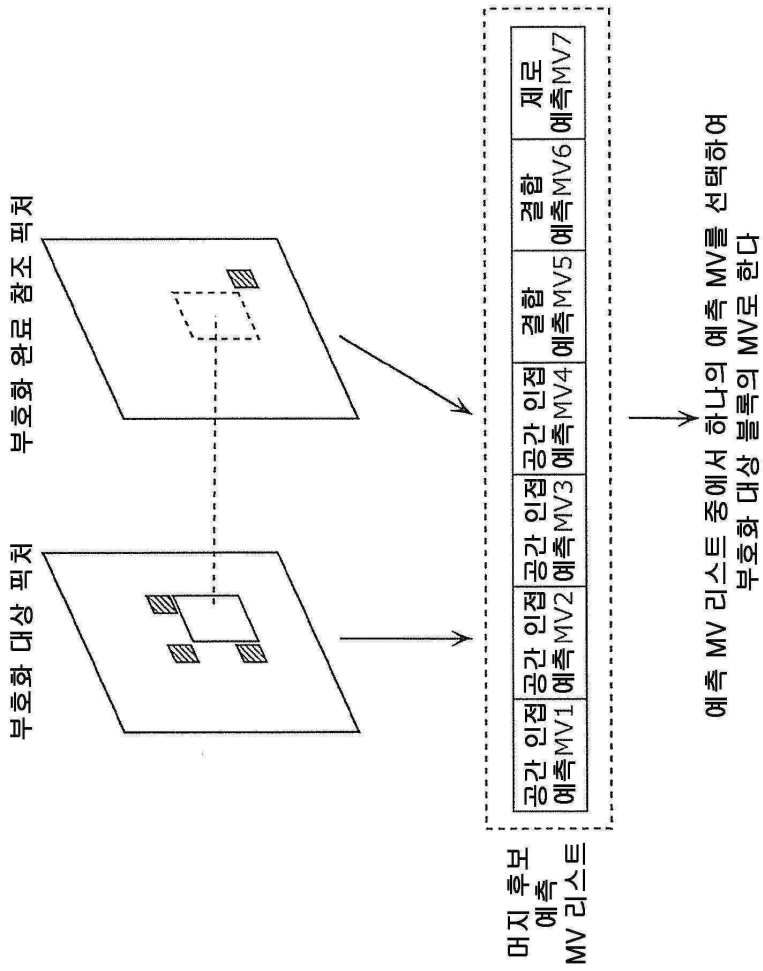 부호화 대상 픽처
부호화 완료 참조 픽처
머지 후보
예측
MV 리스트
공간 인접
예측MV1
공간 인접
예측MV2
공간 인접
예측MV3
공간 인접
예측MV4
결합
예측MV5
결합
예측MV6
제로
예측MV7
예측 MV 리스트 중에서 하나의 예측 MV를 선택하여
부호화 대상 블록의 MV로 한다